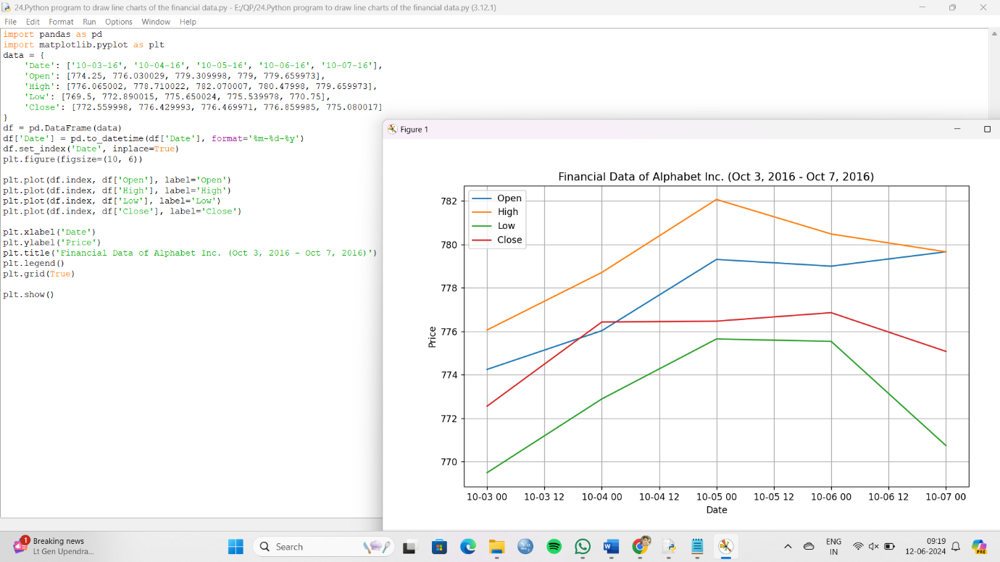 24.Python program to draw line charts of the financial data.py - E:/QP/24.Python program to draw line charts of the financial data.py (3.12.1)
File Edit Format Run Options Window Help
import pandas as pd
import matplotlib.pyplot as plt
data = {
    'Date': ['10-03-16', '10-04-16', '10-05-16', '10-06-16', '10-07-16'],
    'Open': [774.25, 776.030029, 779.309998, 779, 779.659973],
    'High': [776.065002, 778.710022, 782.070007, 780.47998, 779.659973],
    'Low': [769.5, 772.890015, 775.650024, 775.539978, 770.75],
    'Close': [772.559998, 776.429993, 776.469971, 776.859985, 775.080017]
}
df = pd.DataFrame(data)
df['Date'] = pd.to_datetime(df['Date'], format='%m-%d-%y')
df.set_index('Date', inplace=True)
plt.figure(figsize=(10, 6))
plt.plot(df.index, df['Open'], label='Open')
plt.plot(df.index, df['High'], label='High')
plt.plot(df.index, df['Low'], label='Low')
plt.plot(df.index, df['Close'], label='Close')
plt.xlabel('Date')
plt.ylabel('Price')
plt.title('Financial Data of Alphabet Inc. (Oct 3, 2016 - Oct 7, 2016)')
plt.legend()
plt.grid(True)
plt.show()
Figure 1
Financial Data of Alphabet Inc. (Oct 3, 2016 - Oct 7, 2016)
Open
High
Low
Close
782
780
778
776
774
772
770
Price
10-03 00 10-03 12 10-04 00 10-04 12 10-05 00 10-05 12 10-06 00 10-06 12 10-07 00
Date
1
Breaking news
Lt Gen Upendra...
Search
W
ENG
IN
09:19
12-06-2024
PRE